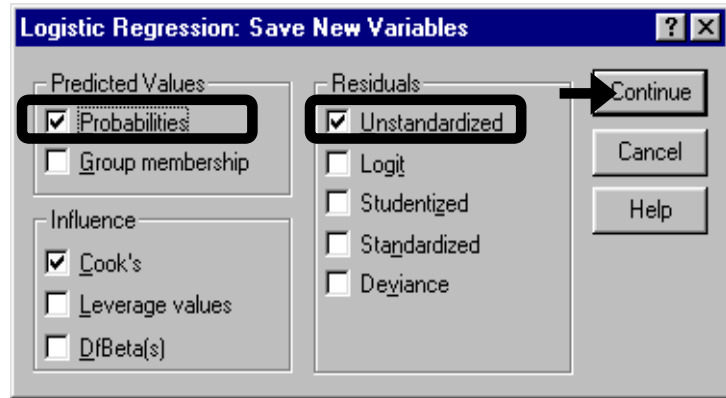 Logistic Regression: Save New Variables
Predicted Values
Probabilities
Group membership
Influence
Cook's
Leverage values
DfBeta(s)
Residuals
Unstandardized
Logit
Studentized
Standardized
Deviance
Continue
Cancel
Help